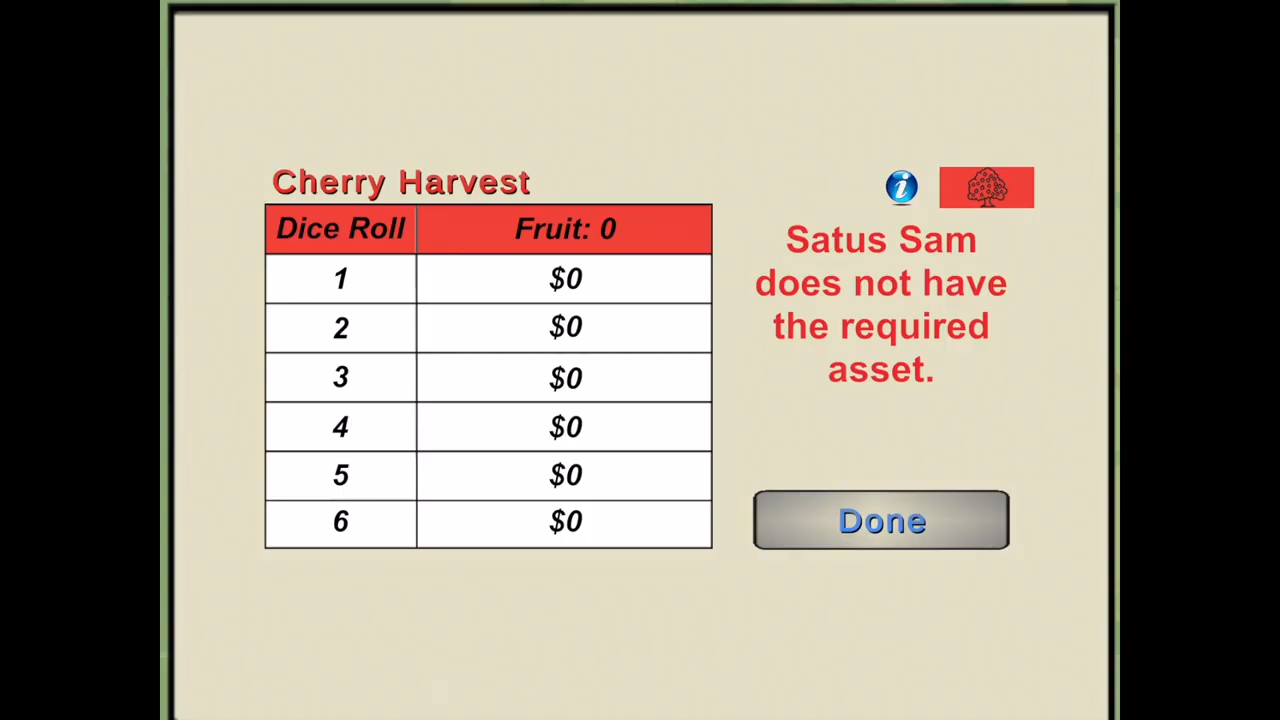 Cherry Harvest
Dice Roll Fruit: 0
1 $0
2 $0
3 $0
4 $0
5 $0
6 $0
i
Satus Sam
does not have
the required
asset.
Done